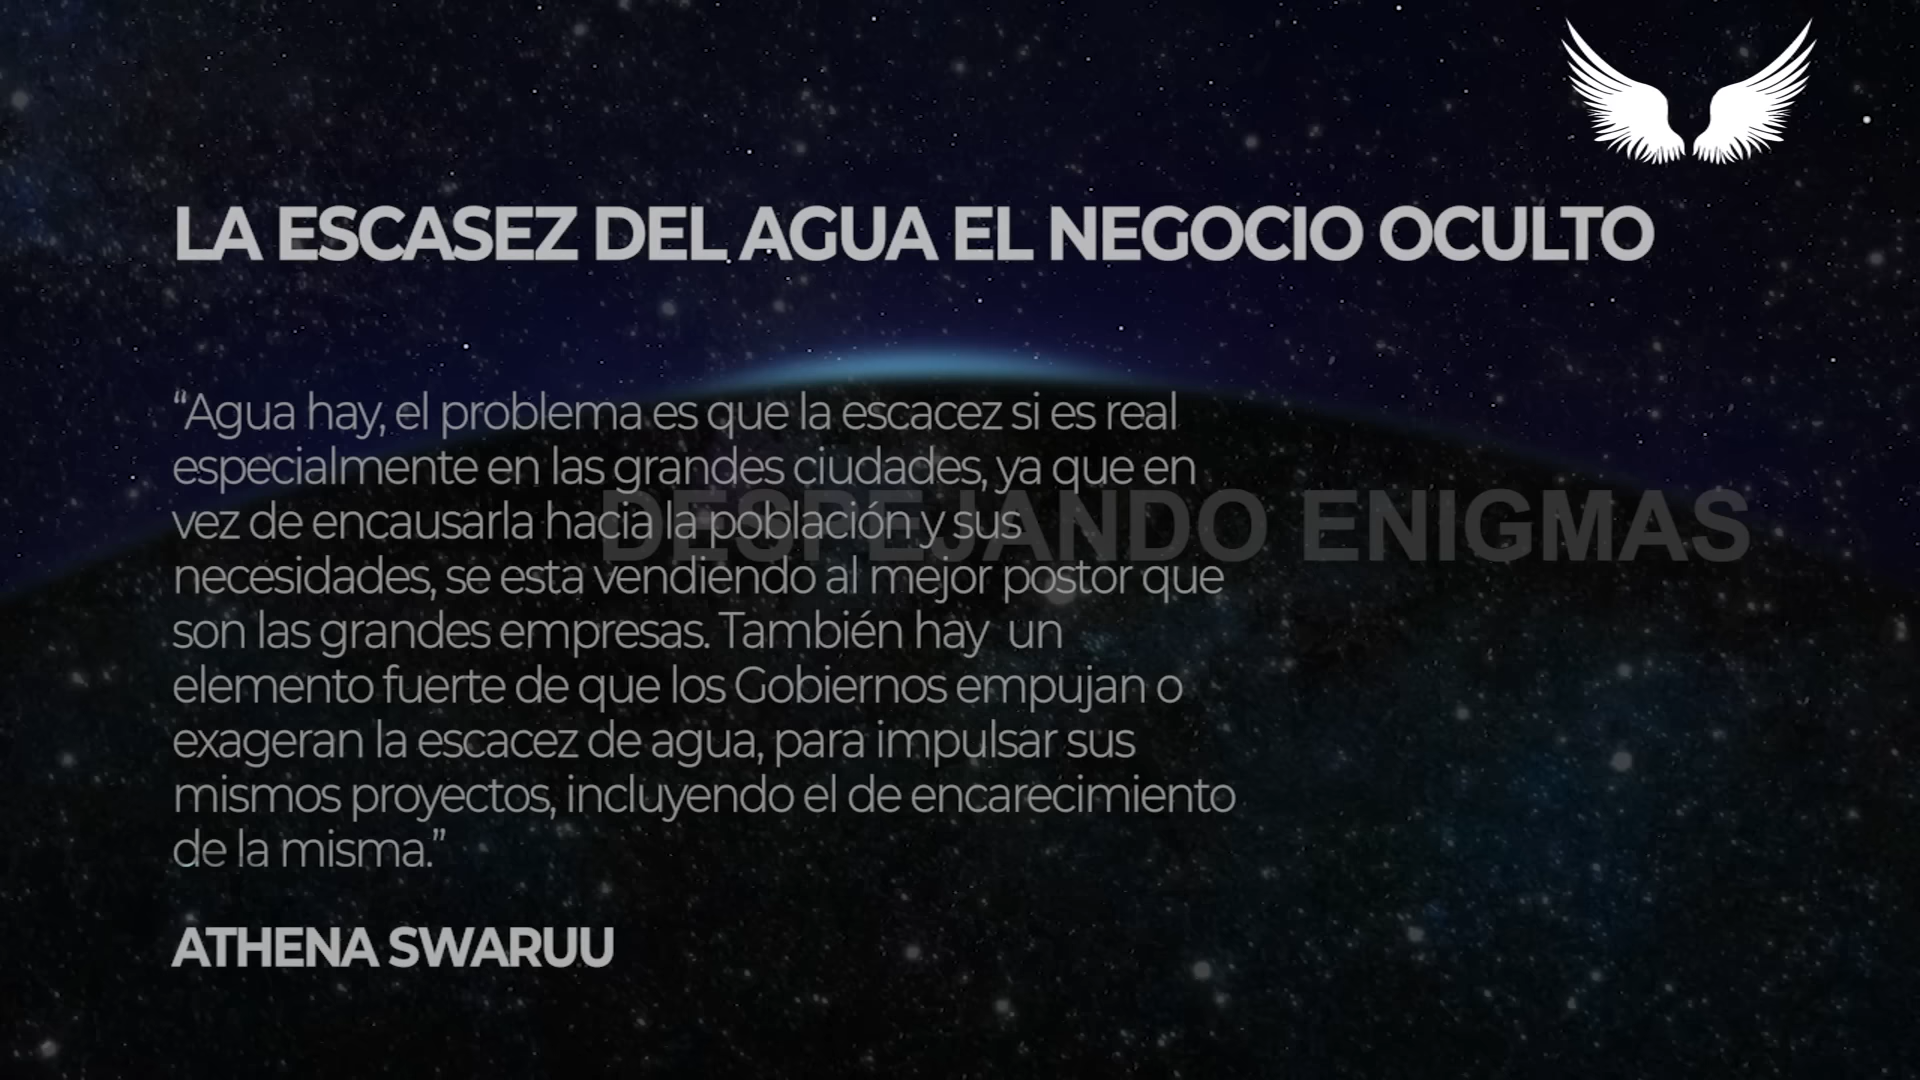 LA ESCASEZ DEL AGUA EL NEGOCIO OCULTO
“Agua hay, el problema es que la escacez si es real
especialmente en las grandes ciudades, ya que en
vez de encausarla hacia la población y sus
necesidades, se esta vendiendo al mejor postor que
son las grandes empresas. También hay un
elemento fuerte de que los Gobiernos empujan o
exageran la escacez de agua, para impulsar sus
mismos proyectos, incluyendo el de encarecimiento
de la misma.”
ATHENA SWARUU
DESPEJANDO ENIGMAS